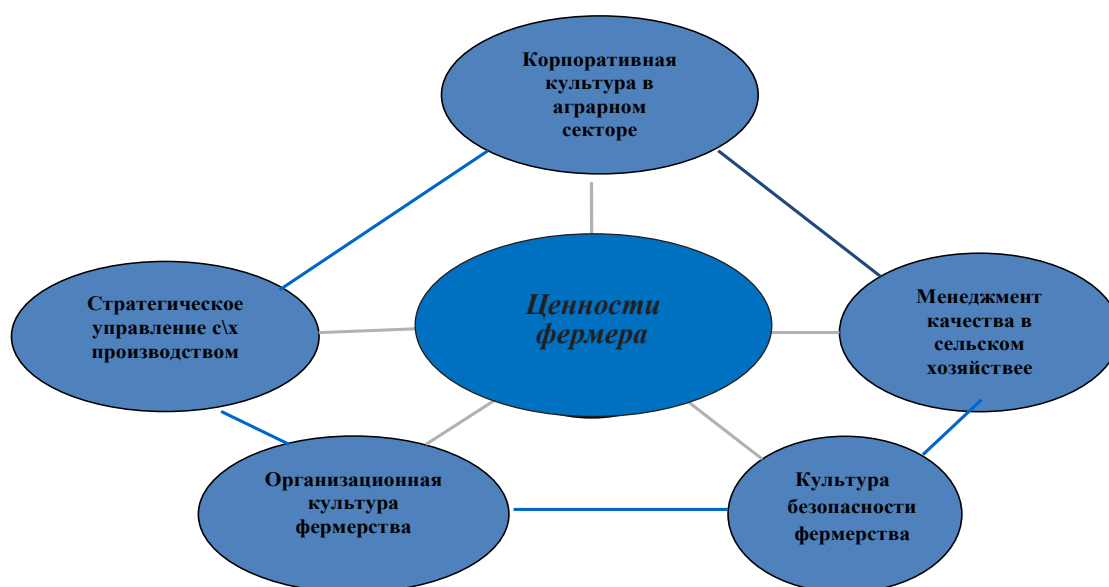 Корпоративная
культура в
аграрном
секторе
Ценности
фермера
Стратегическое
управление с\х
производством
Менеджмент
качества в
сельском
хозяйствее
Организационная
культура
фермерства
Культура
безопасности
фермерства